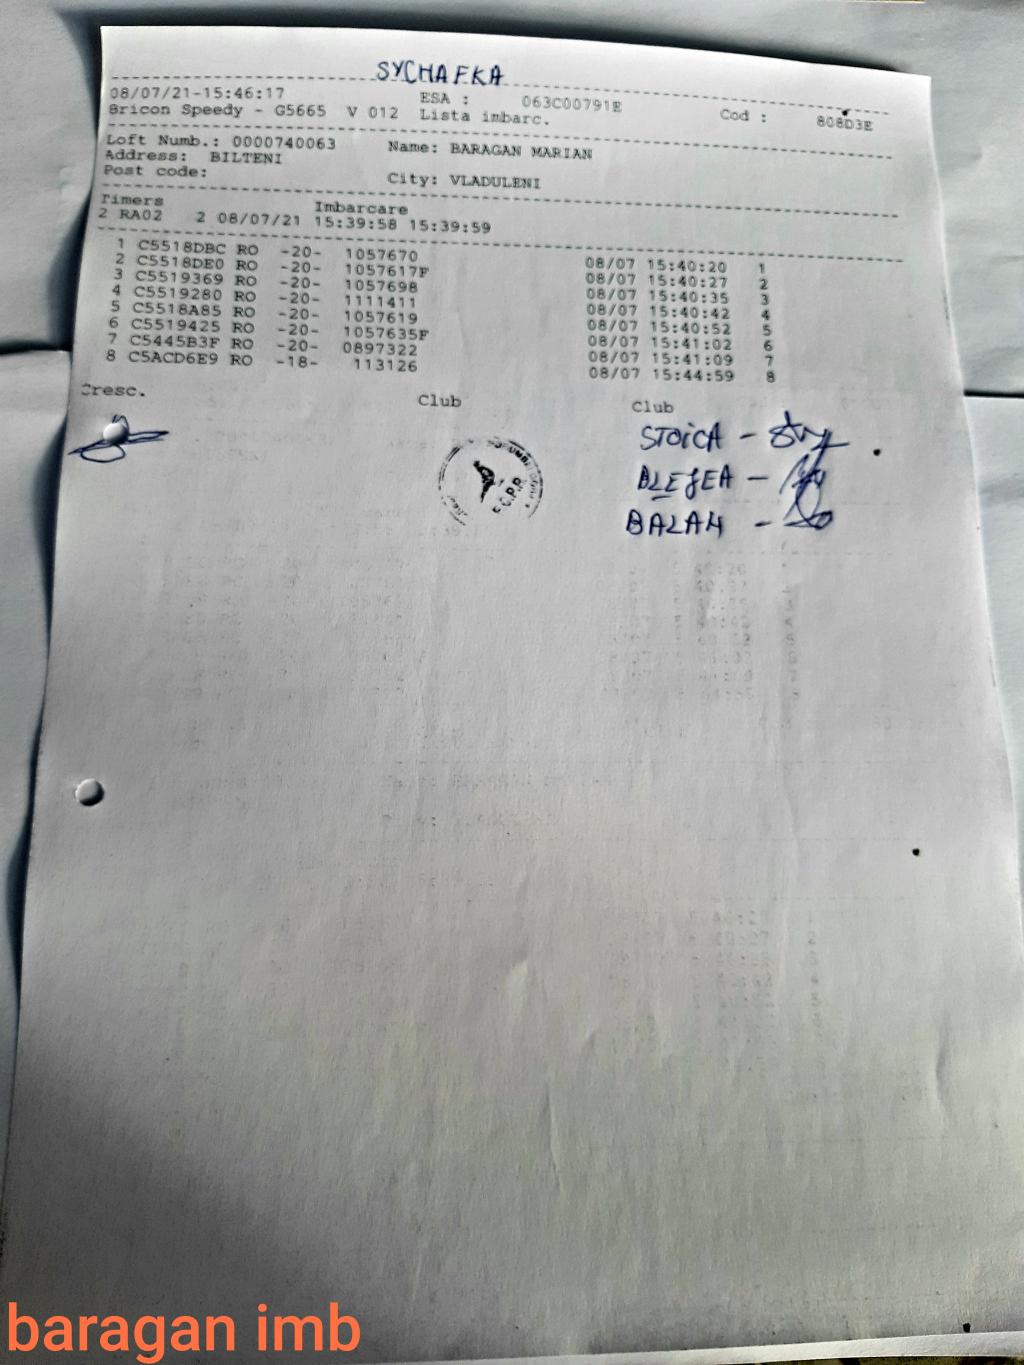 SYCHAFKA
08/07/21-15:46:17 ESA : 063C00791E Cod : 808D3E
Bricon Speedy - G5665 V 012 Lista imbarc.
Loft Numb.: 0000740063 Name: BARAGAN MARIAN
Address: BILTENI
Post code: City: VLADULENI
Timers Imbarcare
2 RA02 2 08/07/21 15:39:58 15:39:59
1 C5518DBC RO -20- 1057670 08/07 15:40:20 1
2 C5518DE0 RO -20- 1057617F 08/07 15:40:27 2
3 C5519369 RO -20- 1057698 08/07 15:40:35 3
4 C5519280 RO -20- 1111411 08/07 15:40:42 4
5 C5518A85 RO -20- 1057619 08/07 15:40:52 5
6 C5519425 RO -20- 1057635F 08/07 15:41:02 6
7 C5445B3F RO -20- 0897322 08/07 15:41:09 7
8 C5ACD6E9 RO -18- 113126 08/07 15:44:59 8
Cresc. Club Club
STOICA -
BLEJEA -
BALAN -
F.C.P.R.
baragan imb